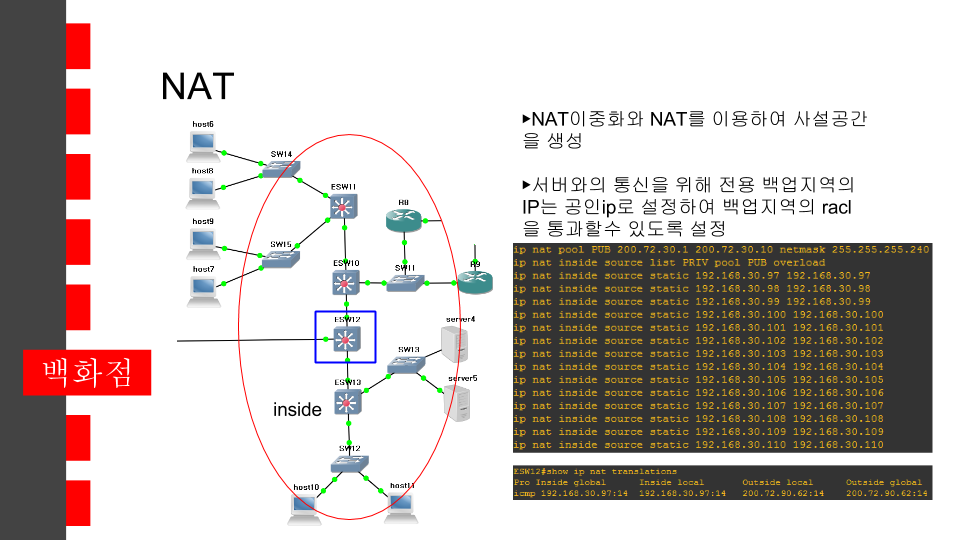 NAT
▶NAT이중화와 NAT를 이용하여 사설공간
을 생성
▶서버와의 통신을 위해 전용 백업지역의
IP는 공인ip로 설정하여 백업지역의 racl
을 통과할수 있도록 설정
host6
SW14
host8
ESW11
R8
host9
SW15
host7
ESW10
SW11
R9
ESW12
server4
SW13
server5
ESW13
inside
SW12
host10
host11
백화점
ip nat pool PUB 200.72.30.1 200.72.30.10 netmask 255.255.255.240
ip nat inside source list PRIV pool PUB overload
ip nat inside source static 192.168.30.97 192.168.30.97
ip nat inside source static 192.168.30.98 192.168.30.98
ip nat inside source static 192.168.30.99 192.168.30.99
ip nat inside source static 192.168.30.100 192.168.30.100
ip nat inside source static 192.168.30.101 192.168.30.101
ip nat inside source static 192.168.30.102 192.168.30.102
ip nat inside source static 192.168.30.103 192.168.30.103
ip nat inside source static 192.168.30.104 192.168.30.104
ip nat inside source static 192.168.30.105 192.168.30.105
ip nat inside source static 192.168.30.106 192.168.30.106
ip nat inside source static 192.168.30.107 192.168.30.107
ip nat inside source static 192.168.30.108 192.168.30.108
ip nat inside source static 192.168.30.109 192.168.30.109
ip nat inside source static 192.168.30.110 192.168.30.110
ESW12#show ip nat translations
Pro Inside global Inside local Outside local Outside global
icmp 192.168.30.97:14 192.168.30.97:14 200.72.90.62:14 200.72.90.62:14